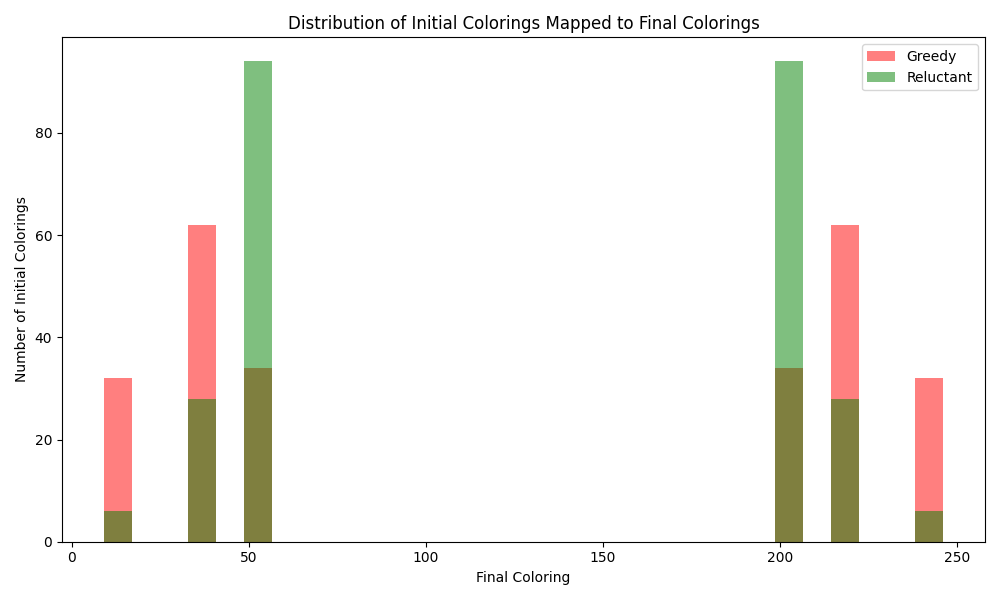 Distribution of Initial Colorings Mapped to Final Colorings
Greedy
Reluctant
Number of Initial Colorings
80
60
40
20
0
0 50 100 150 200 250
Final Coloring